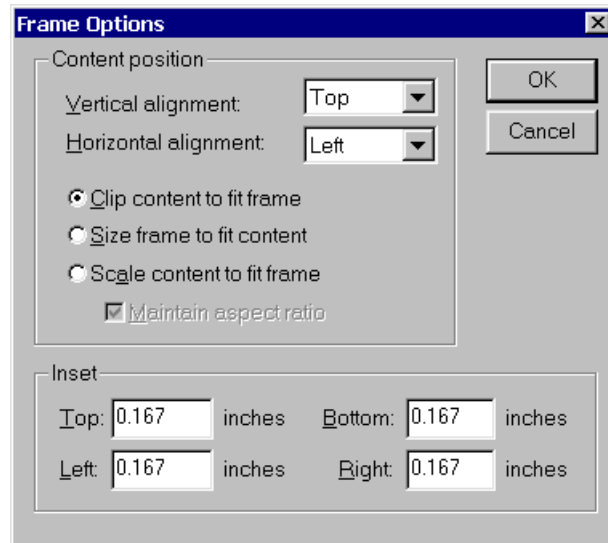 Frame Options
Content position
Vertical alignment: Top
Horizontal alignment: Left
Clip content to fit frame
Size frame to fit content
Scale content to fit frame
Maintain aspect ratio
OK
Cancel
Inset
Top: 0.167 inches Bottom: 0.167 inches
Left: 0.167 inches Right: 0.167 inches